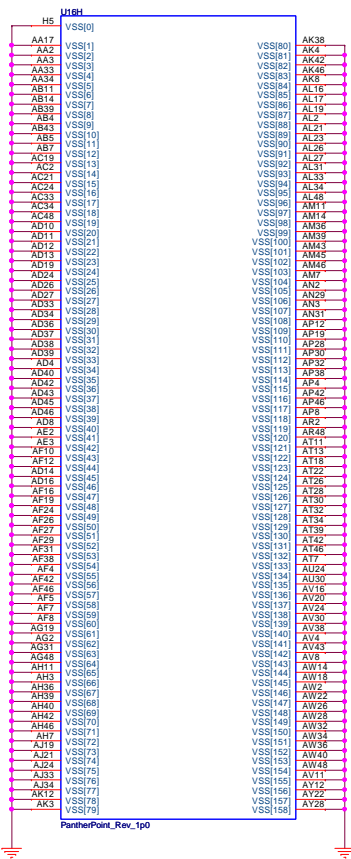 U16H
H5 VSS[0]
AA17 VSS[1] VSS[80] AK38
AA2 VSS[2] VSS[81] AK4
AA3 VSS[3] VSS[82] AK42
AA33 VSS[4] VSS[83] AK46
AA34 VSS[5] VSS[84] AK8
AB11 VSS[6] VSS[85] AL16
AB14 VSS[7] VSS[86] AL17
AB39 VSS[8] VSS[87] AL19
AB4 VSS[9] VSS[88] AL2
AB43 VSS[10] VSS[89] AL21
AB5 VSS[11] VSS[90] AL23
AB7 VSS[12] VSS[91] AL26
AC19 VSS[13] VSS[92] AL27
AC2 VSS[14] VSS[93] AL31
AC21 VSS[15] VSS[94] AL33
AC24 VSS[16] VSS[95] AL34
AC33 VSS[17] VSS[96] AL48
AC34 VSS[18] VSS[97] AM11
AC48 VSS[19] VSS[98] AM14
AD10 VSS[20] VSS[99] AM36
AD11 VSS[21] VSS[100] AM39
AD12 VSS[22] VSS[101] AM43
AD13 VSS[23] VSS[102] AM45
AD19 VSS[24] VSS[103] AM46
AD24 VSS[25] VSS[104] AM7
AD26 VSS[26] VSS[105] AN2
AD27 VSS[27] VSS[106] AN29
AD33 VSS[28] VSS[107] AN3
AD34 VSS[29] VSS[108] AN31
AD36 VSS[30] VSS[109] AP12
AD37 VSS[31] VSS[110] AP19
AD38 VSS[32] VSS[111] AP28
AD39 VSS[33] VSS[112] AP30
AD4 VSS[34] VSS[113] AP32
AD40 VSS[35] VSS[114] AP38
AD42 VSS[36] VSS[115] AP4
AD43 VSS[37] VSS[116] AP42
AD45 VSS[38] VSS[117] AP46
AD46 VSS[39] VSS[118] AP8
AD8 VSS[40] VSS[119] AR2
AE2 VSS[41] VSS[120] AR48
AE3 VSS[42] VSS[121] AT11
AF10 VSS[43] VSS[122] AT13
AF12 VSS[44] VSS[123] AT18
AD14 VSS[45] VSS[124] AT22
AD16 VSS[46] VSS[125] AT26
AF16 VSS[47] VSS[126] AT28
AF19 VSS[48] VSS[127] AT30
AF24 VSS[49] VSS[128] AT32
AF26 VSS[50] VSS[129] AT34
AF27 VSS[51] VSS[130] AT39
AF29 VSS[52] VSS[131] AT42
AF31 VSS[53] VSS[132] AT46
AF38 VSS[54] VSS[133] AT7
AF4 VSS[55] VSS[134] AU24
AF42 VSS[56] VSS[135] AU30
AF46 VSS[57] VSS[136] AV16
AF5 VSS[58] VSS[137] AV20
AF7 VSS[59] VSS[138] AV24
AF8 VSS[60] VSS[139] AV30
AG19 VSS[61] VSS[140] AV38
AG2 VSS[62] VSS[141] AV4
AG31 VSS[63] VSS[142] AV43
AG48 VSS[64] VSS[143] AV8
AH11 VSS[65] VSS[144] AW14
AH3 VSS[66] VSS[145] AW18
AH36 VSS[67] VSS[146] AW2
AH39 VSS[68] VSS[147] AW22
AH40 VSS[69] VSS[148] AW26
AH42 VSS[70] VSS[149] AW28
AH46 VSS[71] VSS[150] AW32
AH7 VSS[72] VSS[151] AW34
AJ19 VSS[73] VSS[152] AW36
AJ21 VSS[74] VSS[153] AW40
AJ24 VSS[75] VSS[154] AW48
AJ33 VSS[76] VSS[155] AV11
AJ34 VSS[77] VSS[156] AY12
AK12 VSS[78] VSS[157] AY22
AK3 VSS[79] VSS[158] AY28
PantherPoint_Rev_1p0